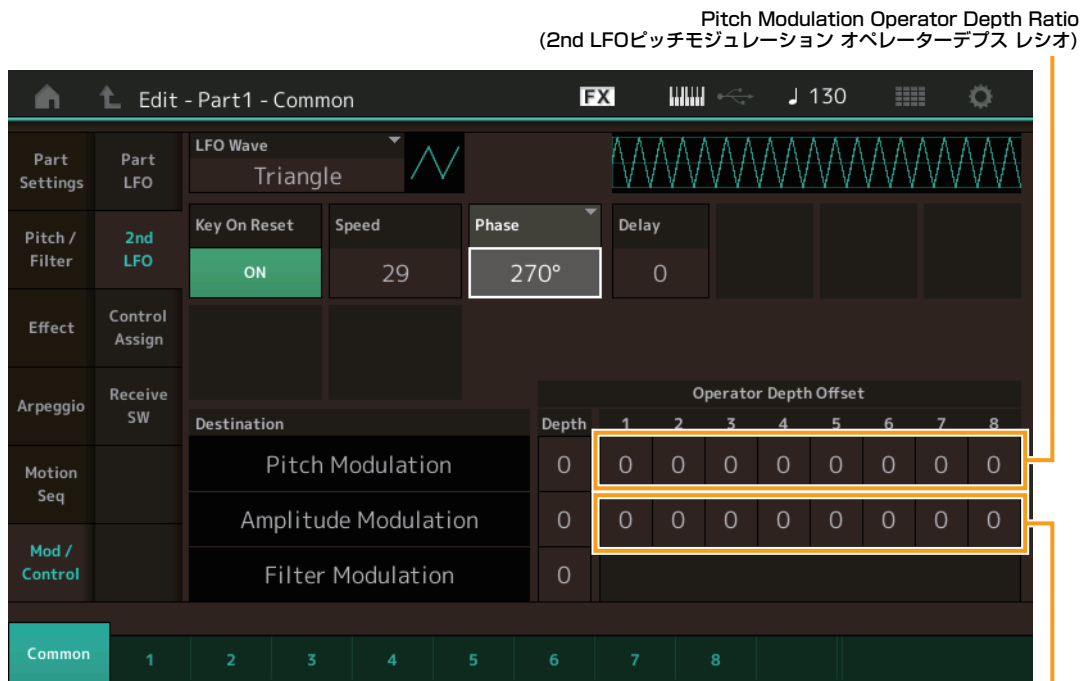 Pitch Modulation Operator Depth Ratio
(2nd LFOピッチモジュレーション オペレーターデプス レシオ)
Edit - Part1 - Common
FX
130
Part Settings
Part LFO
LFO Wave
Triangle
Pitch / Filter
2nd LFO
Key On Reset
ON
Speed
29
Phase
270°
Delay
0
Effect
Control Assign
Arpeggio
Receive SW
Operator Depth Offset
Destination
Depth 1 2 3 4 5 6 7 8
Motion Seq
Pitch Modulation 0 0 0 0 0 0 0 0 0
Amplitude Modulation 0 0 0 0 0 0 0 0 0
Mod / Control
Filter Modulation 0
Common 1 2 3 4 5 6 7 8